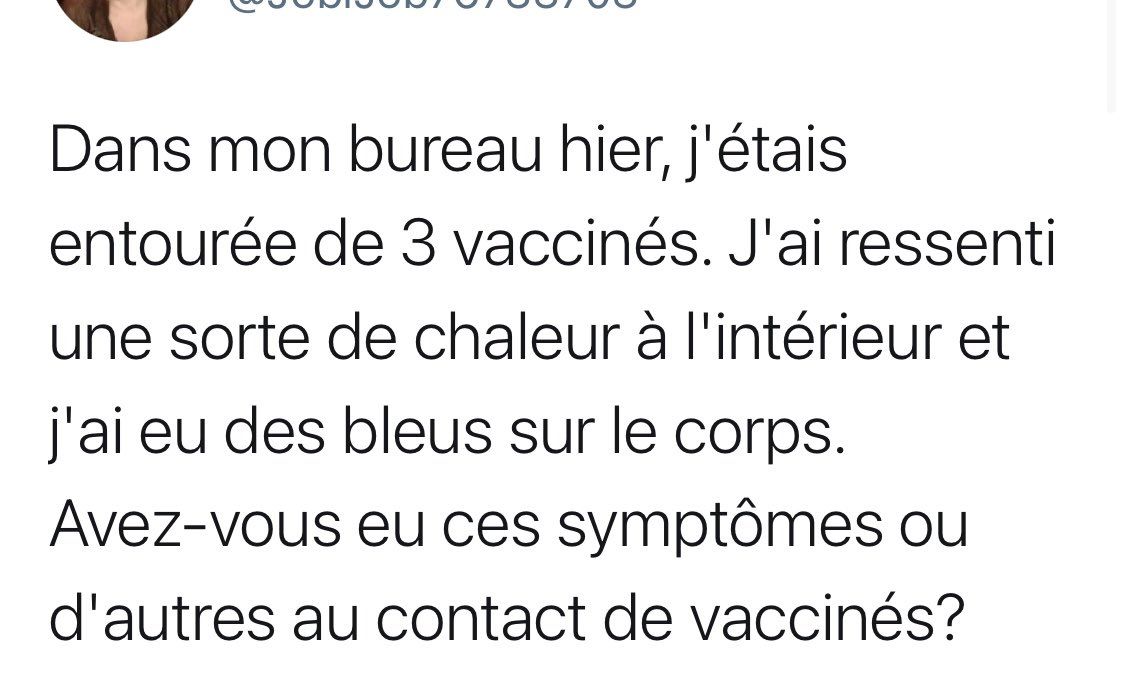 Dans mon bureau hier, j'étais
entourée de 3 vaccinés. J'ai ressenti
une sorte de chaleur à l'intérieur et
j'ai eu des bleus sur le corps.
Avez-vous eu ces symptômes ou
d'autres au contact de vaccinés?